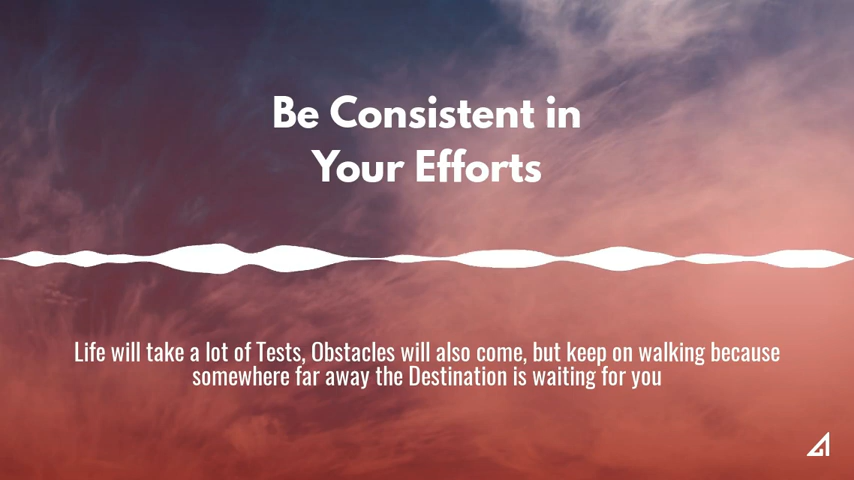 Be Consistent in
Your Efforts
Life will take a lot of Tests, Obstacles will also come, but keep on walking because
somewhere far away the Destination is waiting for you